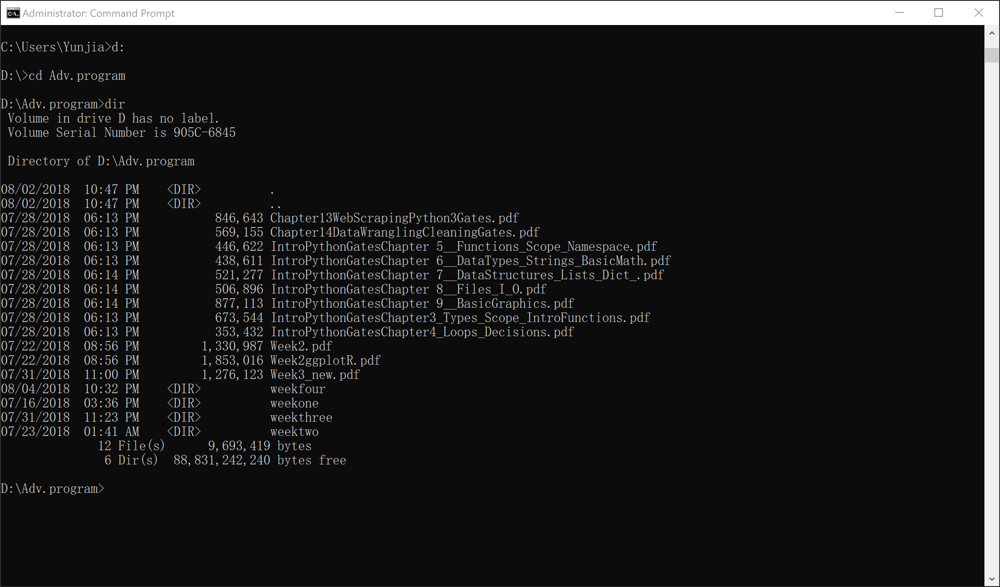 Administrator: Command Prompt
C:\Users\Yunjia>d:
D:\>cd Adv.program
D:\Adv.program>dir
 Volume in drive D has no label.
 Volume Serial Number is 905C-6845
 Directory of D:\Adv.program
08/02/2018  10:47 PM    <DIR>          .
08/02/2018  10:47 PM    <DIR>          ..
07/28/2018  06:13 PM           846,643 Chapter13WebScrapingPython3Gates.pdf
07/28/2018  06:13 PM           569,155 Chapter14DataWranglingCleaningGates.pdf
07/28/2018  06:13 PM           446,622 IntroPythonGatesChapter 5__Functions_Scope_Namespace.pdf
07/28/2018  06:13 PM           438,611 IntroPythonGatesChapter 6__DataTypes_Strings_BasicMath.pdf
07/28/2018  06:14 PM           521,277 IntroPythonGatesChapter 7__DataStructures_Lists_Dict_.pdf
07/28/2018  06:14 PM           506,896 IntroPythonGatesChapter 8__Files_I_O.pdf
07/28/2018  06:14 PM           877,113 IntroPythonGatesChapter 9__BasicGraphics.pdf
07/28/2018  06:13 PM           673,544 IntroPythonGatesChapter3_Types_Scope_IntroFunctions.pdf
07/28/2018  06:13 PM           353,432 IntroPythonGatesChapter4_Loops_Decisions.pdf
07/22/2018  08:56 PM         1,330,987 Week2.pdf
07/22/2018  08:56 PM         1,853,016 Week2ggplotR.pdf
07/31/2018  11:00 PM         1,276,123 Week3_new.pdf
08/04/2018  10:32 PM    <DIR>          weekfour
07/16/2018  03:36 PM    <DIR>          weekone
07/31/2018  11:23 PM    <DIR>          weekthree
07/23/2018  01:41 AM    <DIR>          weektwo
              12 File(s)      9,693,419 bytes
               6 Dir(s)  88,831,242,240 bytes free
D:\Adv.program>